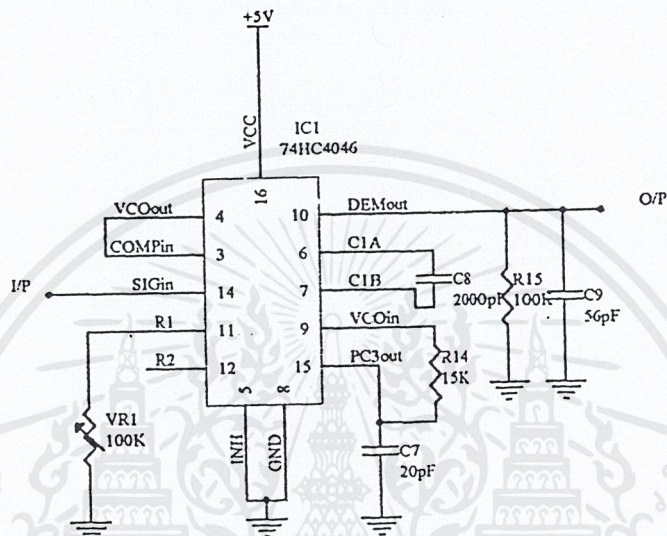 +5V
VCC
IC1
74HC4046
16
VCOout
4
10
DEMout
O/P
COMPin
3
6
C1A
C8
2000pF
I/P
SIGin
14
7
C1B
R15
100K
C9
56pF
R1
11
9
VCOin
R2
12
15
PC3out
R14
15K
5
8
VR1
100K
INH
GND
C7
20pF